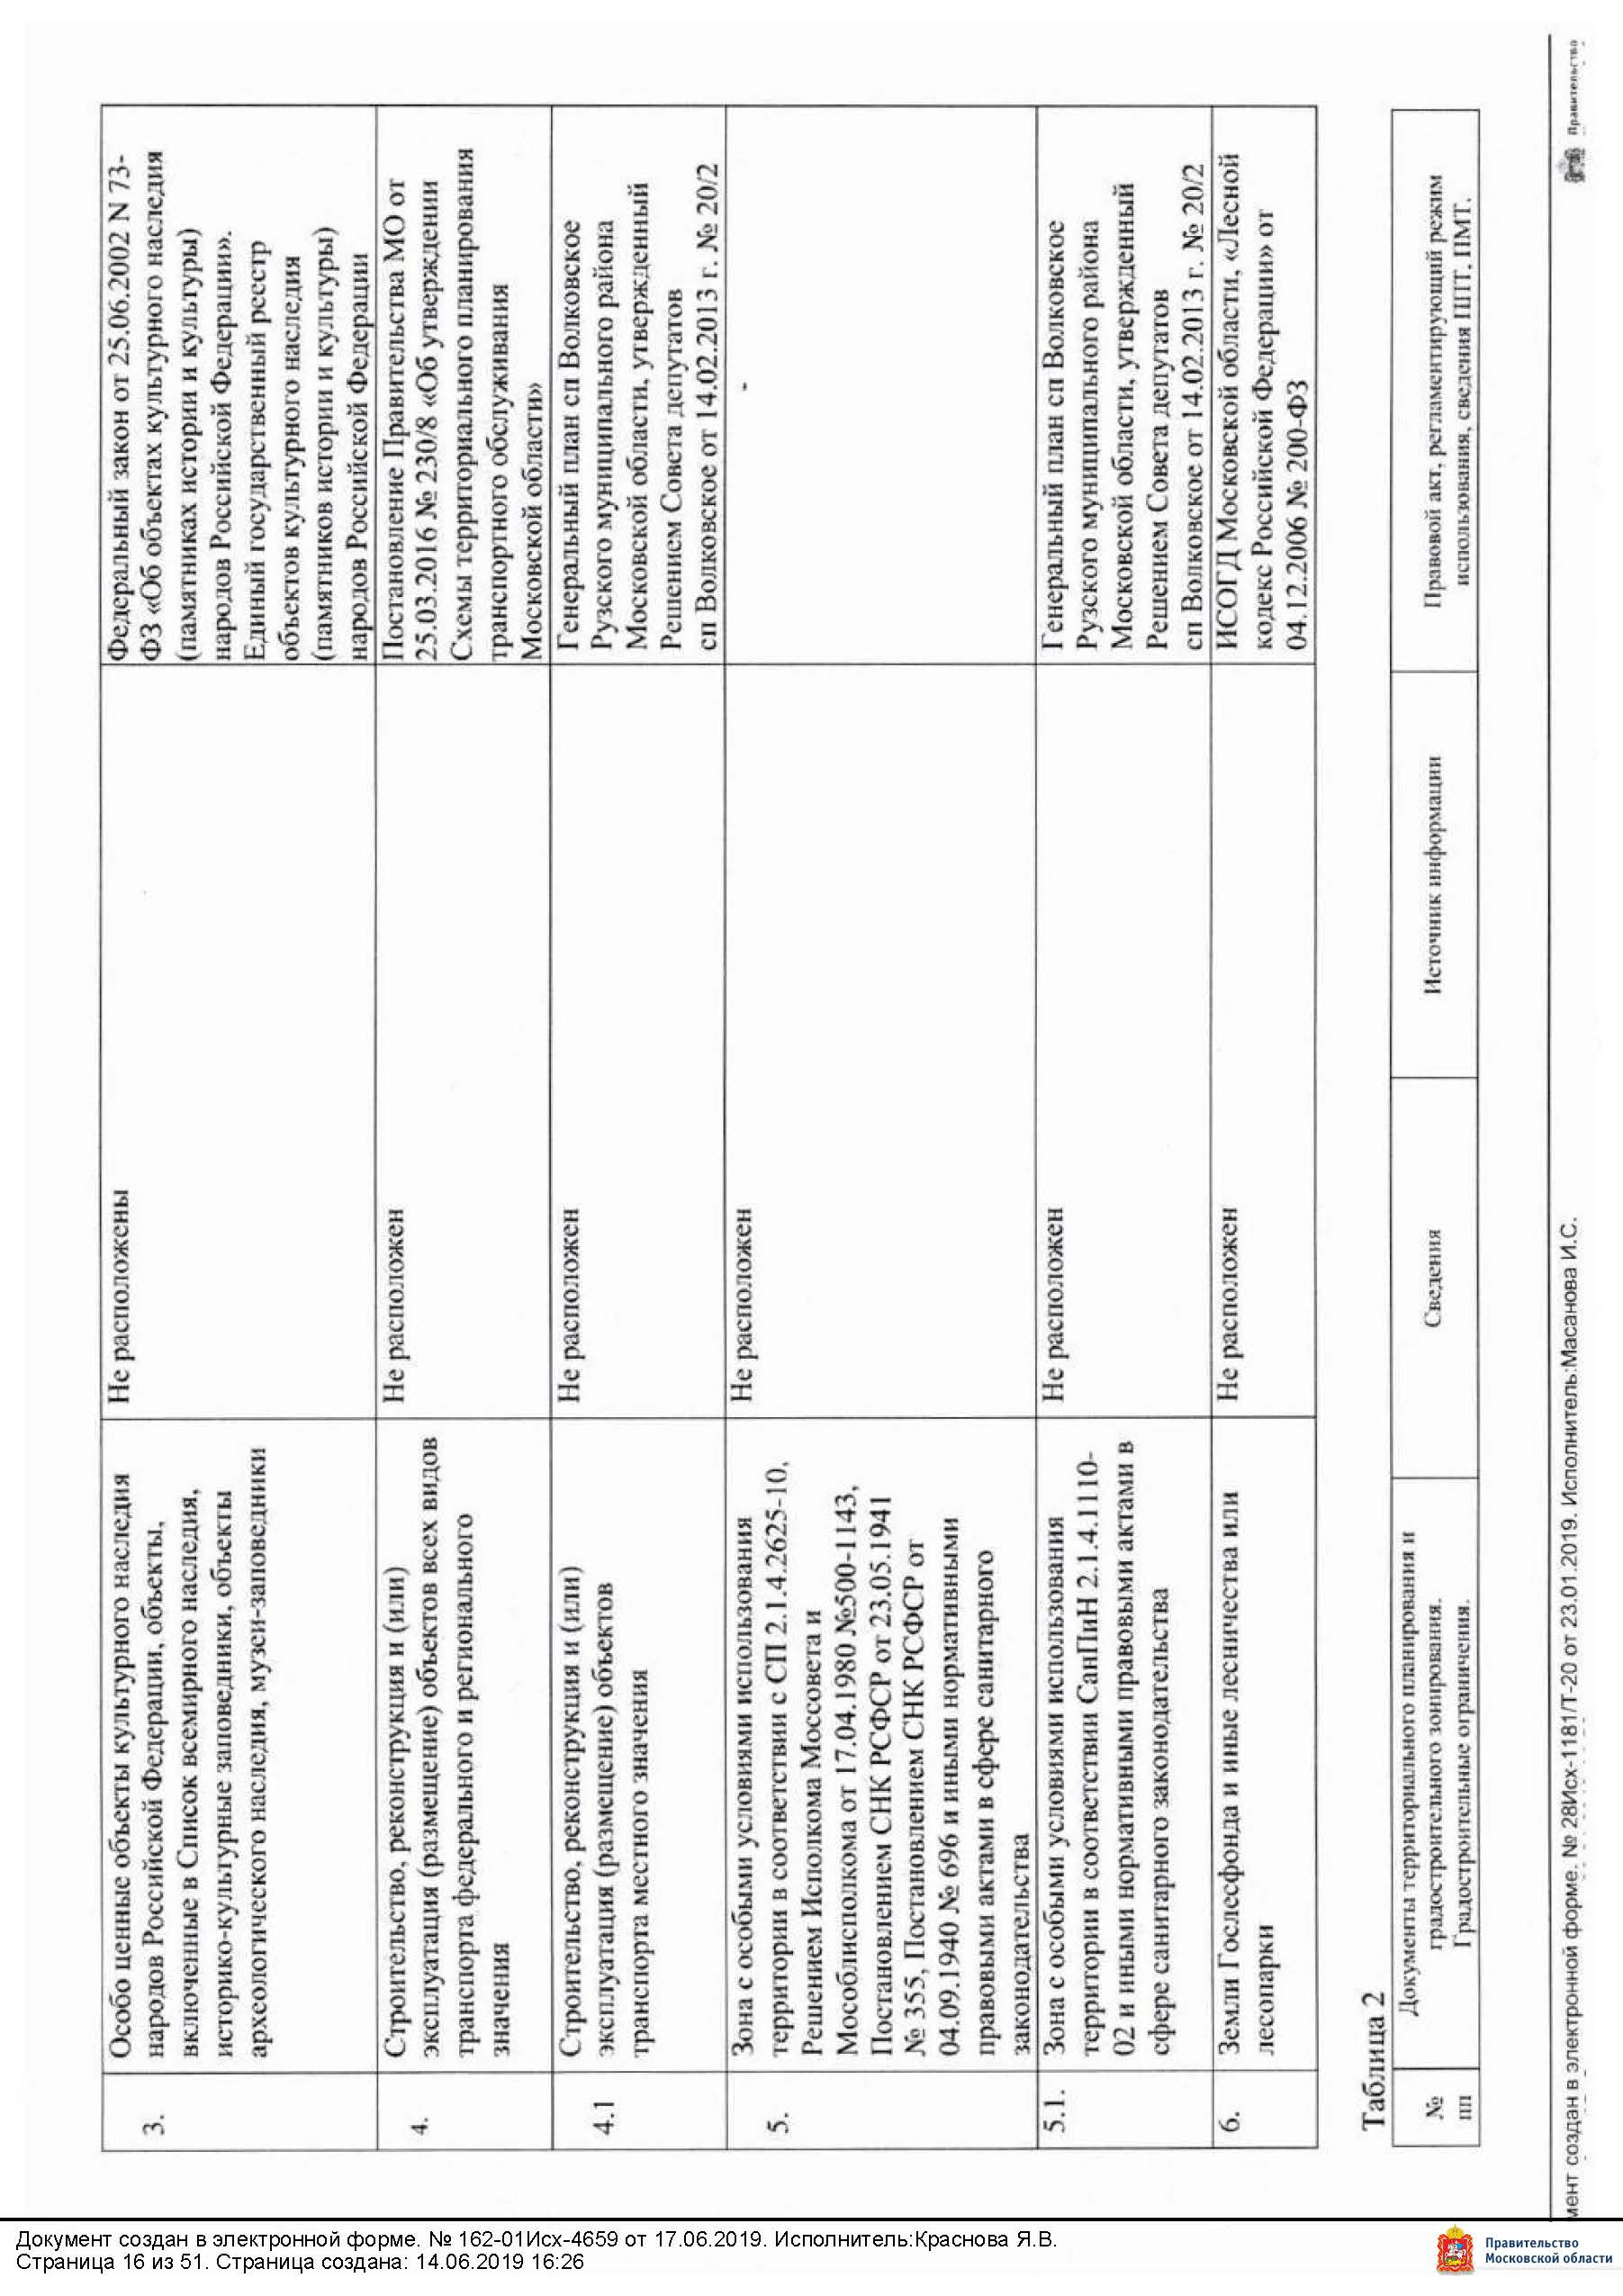 3.
Особо ценные объекты культурного наследия
народов Российской Федерации, объекты,
включенные в Список всемирного наследия,
историко-культурные заповедники, объекты
археологического наследия, музеи-заповедники
Не расположены
Федеральный закон от 25.06.2002 N 73-
ФЗ «Об объектах культурного наследия
(памятниках истории и культуры)
народов Российской Федерации».
Единый государственный реестр
объектов культурного наследия
(памятников истории и культуры)
народов Российской Федерации
4.
Строительство, реконструкция и (или)
эксплуатация (размещение) объектов всех видов
транспорта федерального и регионального
значения
Не расположен
Постановление Правительства МО от
25.03.2016 № 230/8 «Об утверждении
Схемы территориального планирования
транспортного обслуживания
Московской области»
4.1
Строительство, реконструкция и (или)
эксплуатация (размещение) объектов
транспорта местного значения
Не расположен
Генеральный план сп Волковское
Рузского муниципального района
Московской области, утвержденный
Решением Совета депутатов
сп Волковское от 14.02.2013 г. № 20/2
5.
Зона с особыми условиями использования
территории в соответствии с СП 2.1.4.2625-10,
Решением Исполкома Моссовета и
Мособлисполкома от 17.04.1980 №500-1143,
Постановлением СНК РСФСР от 23.05.1941
№ 355, Постановлением СНК РСФСР от
04.09.1940 № 696 и иными нормативными
правовыми актами в сфере санитарного
законодательства
Не расположен
-
5.1.
Зона с особыми условиями использования
территории в соответствии СанПиН 2.1.4.1110-
02 и иными нормативными правовыми актами в
сфере санитарного законодательства
Не расположен
Генеральный план сп Волковское
Рузского муниципального района
Московской области, утвержденный
Решением Совета депутатов
сп Волковское от 14.02.2013 г. № 20/2
6.
Земли Гослесфонда и иные лесничества или
лесопарки
Не расположен
ИСОГД Московской области, «Лесной
кодекс Российской Федерации» от
04.12.2006 № 200-ФЗ
Таблица 2
№
пп
Документы территориального планирования и
градостроительного зонирования.
Градостроительные ограничения.
Сведения
Источник информации
Правовой акт, регламентирующий режим
использования, сведения ППТ. ПМТ.
мент создан в электронной форме. № 28Исх-1181/Т-20 от 23.01.2019. Исполнитель:Масанова И.С.
Правительство
Документ создан в электронной форме. № 162-01Исх-4659 от 17.06.2019. Исполнитель:Краснова Я.В.
Страница 16 из 51. Страница создана: 14.06.2019 16:26
Правительство
Московской области